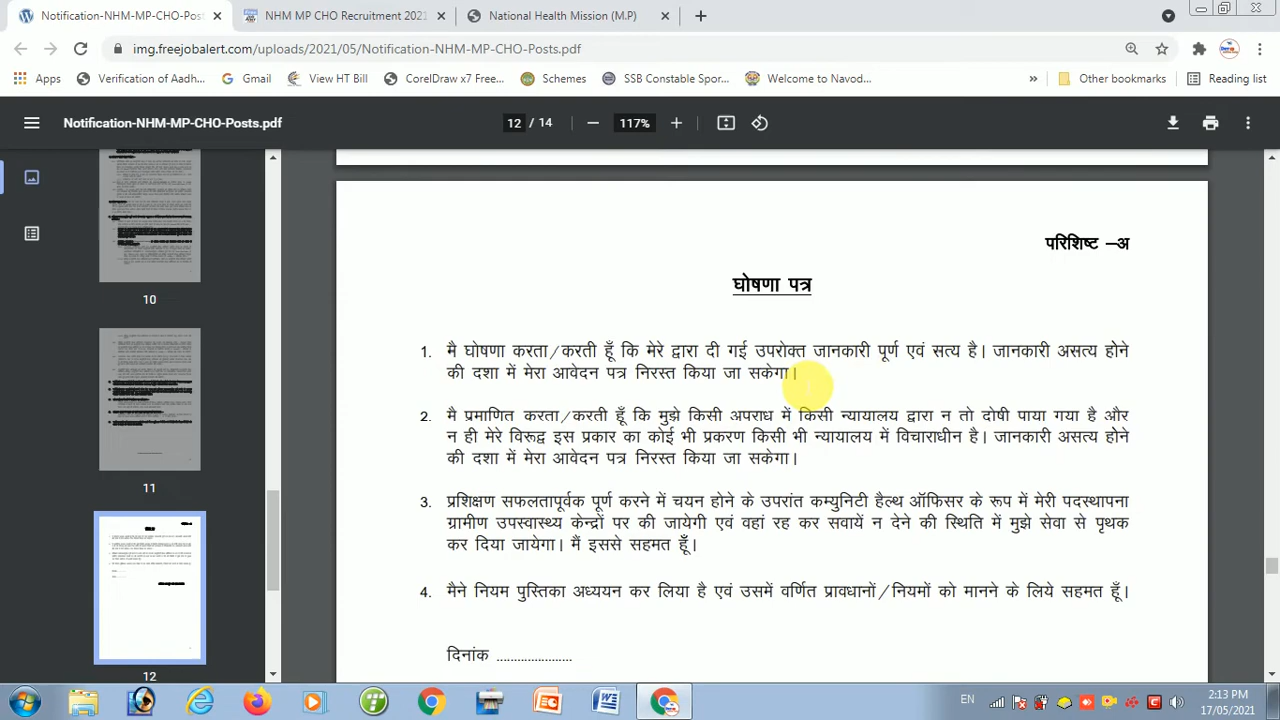 Notification-NHM-MP-CHO-Pos
NHM MP CHO Recruitment 2021
National Health Mission (M.P)
img.freejobalert.com/uploads/2021/05/Notification-NHM-MP-CHO-Posts.pdf
Apps
Verification of Aadh...
Gmail
View HT Bill
CorelDraw x7 Free...
Schemes
SSB Constable Spo...
Welcome to Navod...
»
Other bookmarks
Reading list
Notification-NHM-MP-CHO-Posts.pdf
12 / 14
117%
10
11
12
परिशिष्ट –अ
घोषणा पत्र
1. मैं घोषणा करता/करती हूँ कि मेरे द्वारा दी गई उपरोक्त जानकारी पूर्ण एवं सत्य है। जानकारी असत्य होने
की दशा में मेरा आवेदन पत्र निरस्त किया जा सकेगा।
2. मैं प्रमाणित करता/करती हूँ कि मुझे किसी अपराध में किसी न्यायालय द्वारा न तो दोषी पाया गया है और
न ही मेरे विरूद्व इस प्रकार का कोई भी प्रकरण किसी भी न्यायालय में विचाराधीन है। जानकारी असत्य होने
की दशा में मेरा आवेदन पत्र निरस्त किया जा सकेगा।
3. प्रशिक्षण सफलतापूर्वक पूर्ण करने में चयन होने के उपरांत कम्युनिटी हैल्थ ऑफिसर के रूप में मेरी पदस्थापना
ग्रामीण उपस्वास्थ्य केन्द्रों पर की जायेगी एवं वहां रह कर सेवायें न देने की स्थिति में मुझे सेवा से पृथक
कर दिया जायेगा। मैं इससे सहमत हूँ।
4. मैने नियम पुस्तिका अध्ययन कर लिया है एवं उसमें वर्णित प्रावधानों/नियमों को मानने के लिये सहमत हूँ।
दिनांक ......................
EN
2:13 PM
17/05/2021